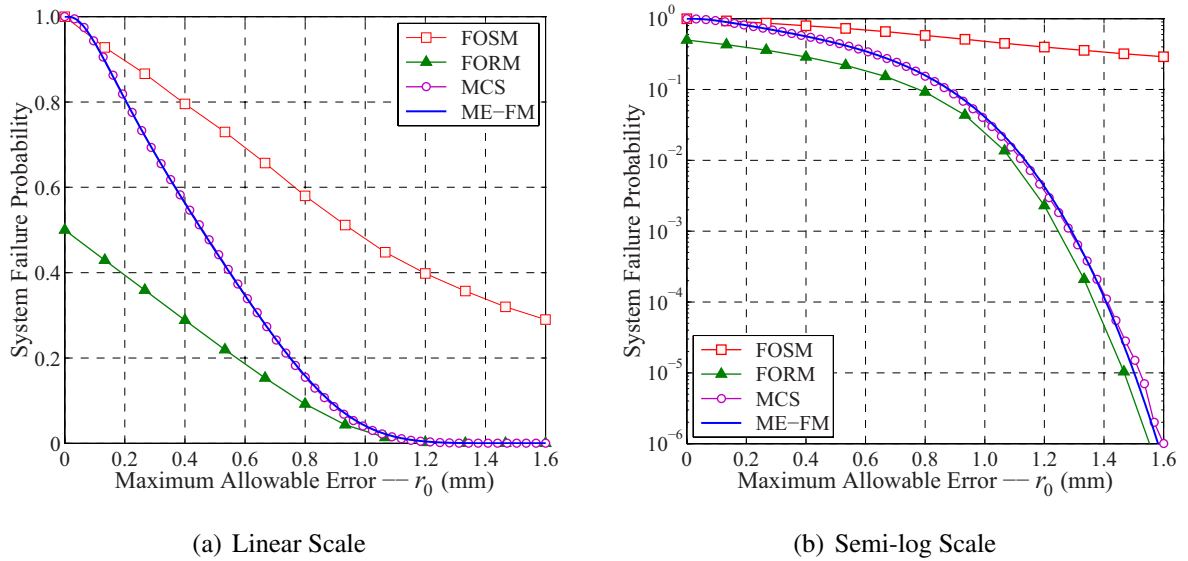 1.0
0.8
0.6
0.4
0.2
0
System Failure Probability
FOSM
FORM
MCS
ME−FM
0 0.2 0.4 0.6 0.8 1.0 1.2 1.4 1.6
Maximum Allowable Error — r0 (mm)
(a) Linear Scale
10^0
10^−1
10^−2
10^−3
10^−4
10^−5
10^−6
System Failure Probability
FOSM
FORM
MCS
ME−FM
0 0.2 0.4 0.6 0.8 1.0 1.2 1.4 1.6
Maximum Allowable Error — r0 (mm)
(b) Semi-log Scale